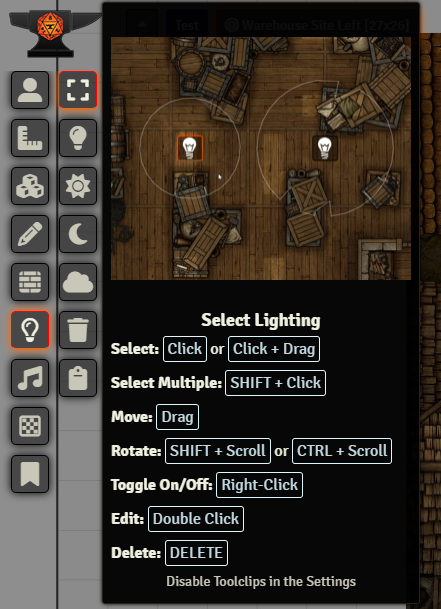 Test
Warehouse Site Left [27x26]
Select Lighting
Select: Click or Click + Drag
Select Multiple: SHIFT + Click
Move: Drag
Rotate: SHIFT + Scroll or CTRL + Scroll
Toggle On/Off: Right-Click
Edit: Double Click
Delete: DELETE
Disable Toolclips in the Settings